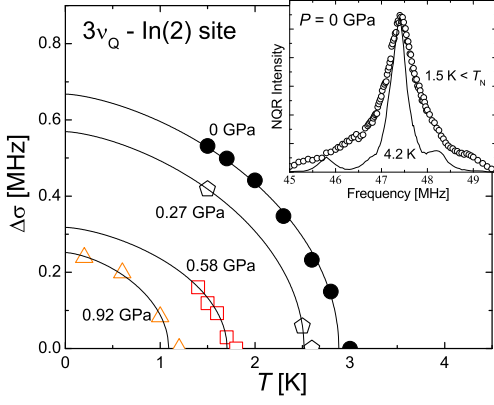 3ν_Q - In(2) site
0 GPa
0.27 GPa
0.58 GPa
0.92 GPa
Δσ [MHz]
0.8
0.6
0.4
0.2
0.0
0 1 2 3 4
T [K]
P = 0 GPa
1.5 K < T_N
4.2 K
NQR Intensity
45 46 47 48 49
Frequency [MHz]